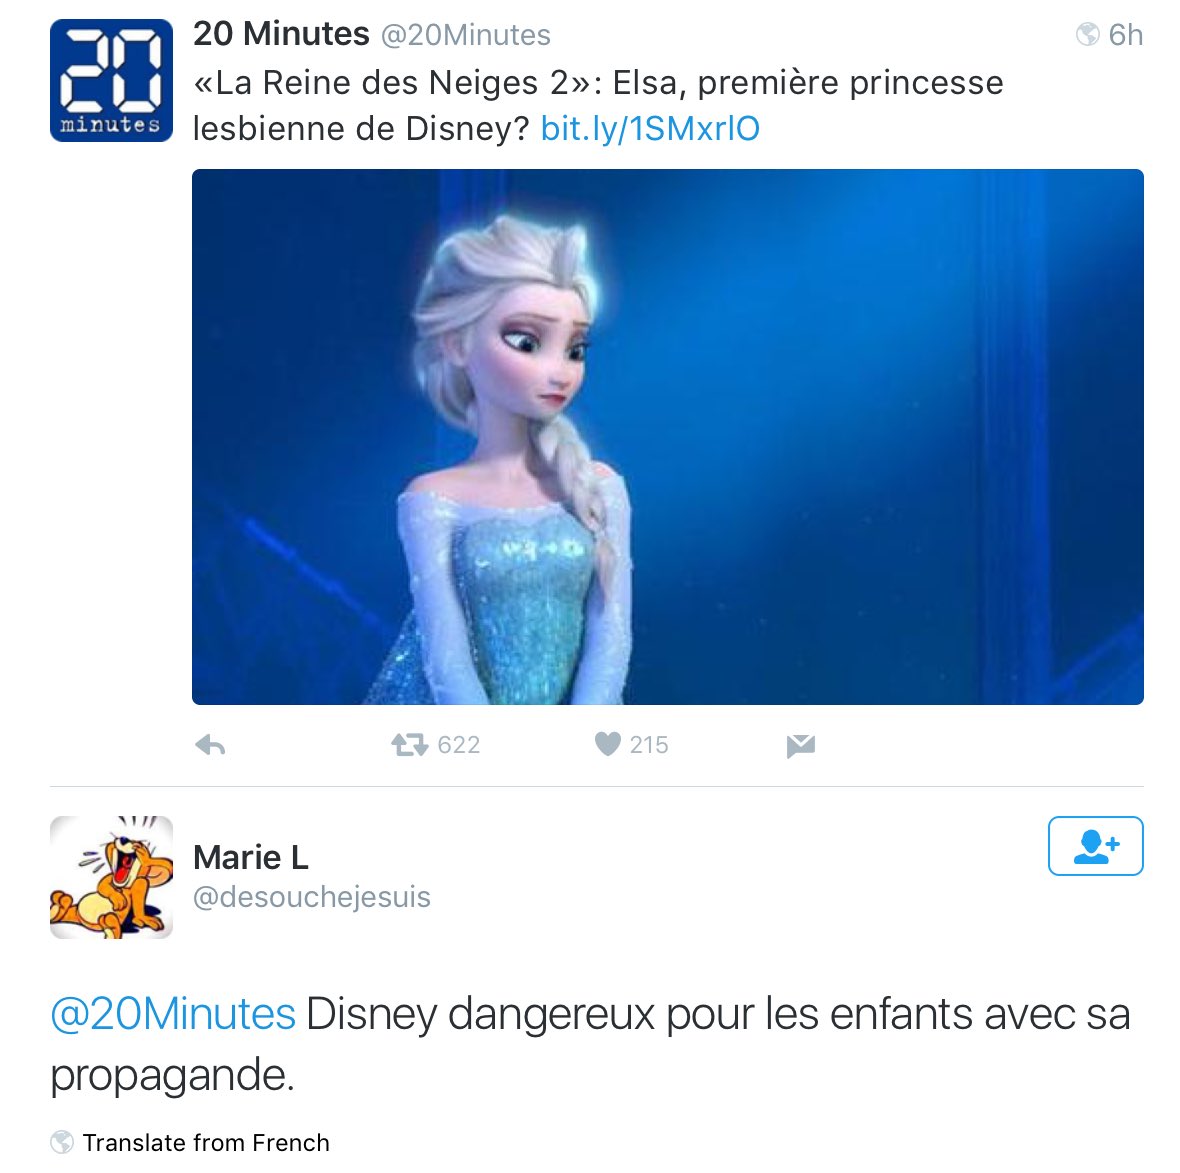 20 Minutes @20Minutes 6h
«La Reine des Neiges 2»: Elsa, première princesse
lesbienne de Disney? bit.ly/1SMxrlO
20
minutes
622 215
Marie L
@desouchejesuis
@20Minutes Disney dangereux pour les enfants avec sa
propagande.
Translate from French